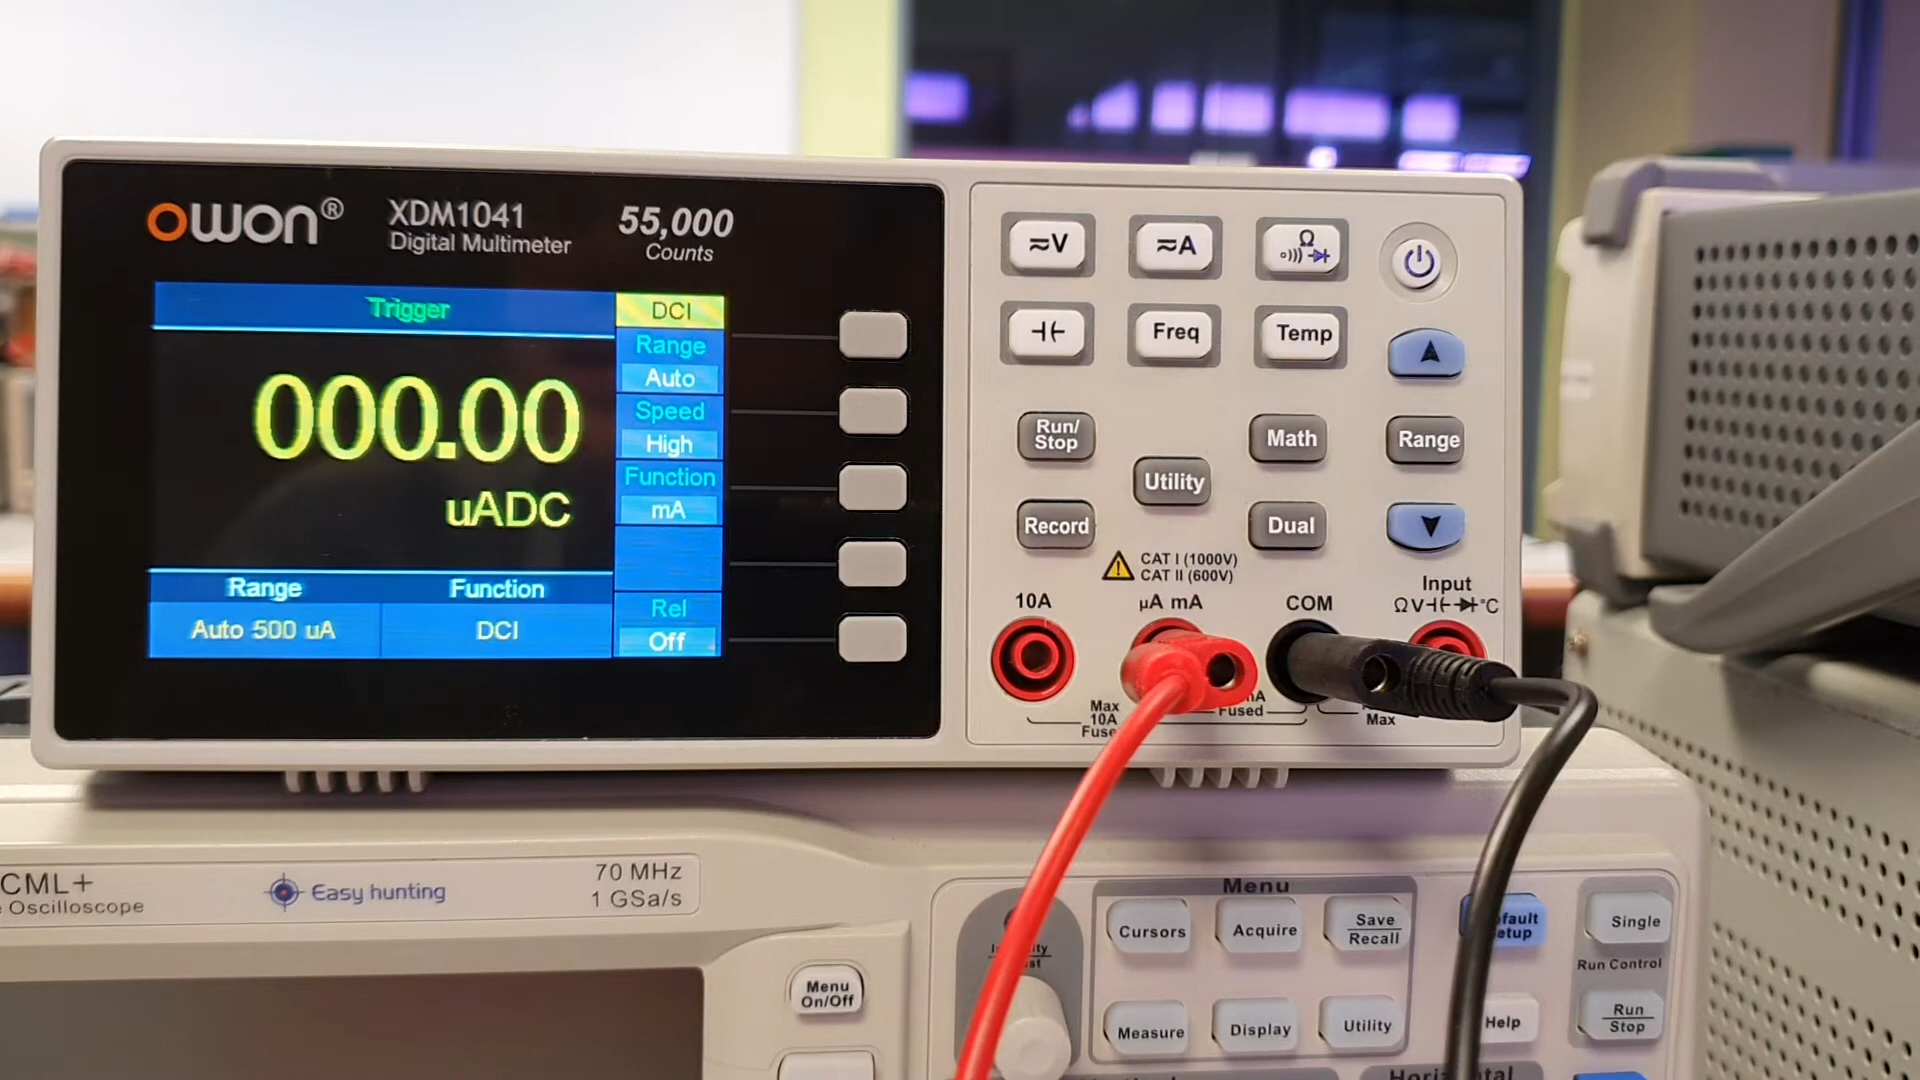 owon®
XDM1041
Digital Multimeter
55,000
Counts
Trigger
000.00
uADC
Range
Function
Auto 500 uA
DCI
DCI
Range
Auto
Speed
High
Function
mA
Rel
Off
≂V
≂A
Ω
Freq
Temp
Run/
Stop
Math
Range
Utility
Record
Dual
CAT I (1000V)
CAT II (600V)
10A
µA mA
COM
Input
ΩV °C
Max
10A
Fused
Max
CML+
Oscilloscope
Easy hunting
70 MHz
1 GSa/s
Menu
On/Off
Menu
Cursors
Acquire
Save
Recall
Measure
Display
Utility
Single
Run Control
Run
Stop
Help